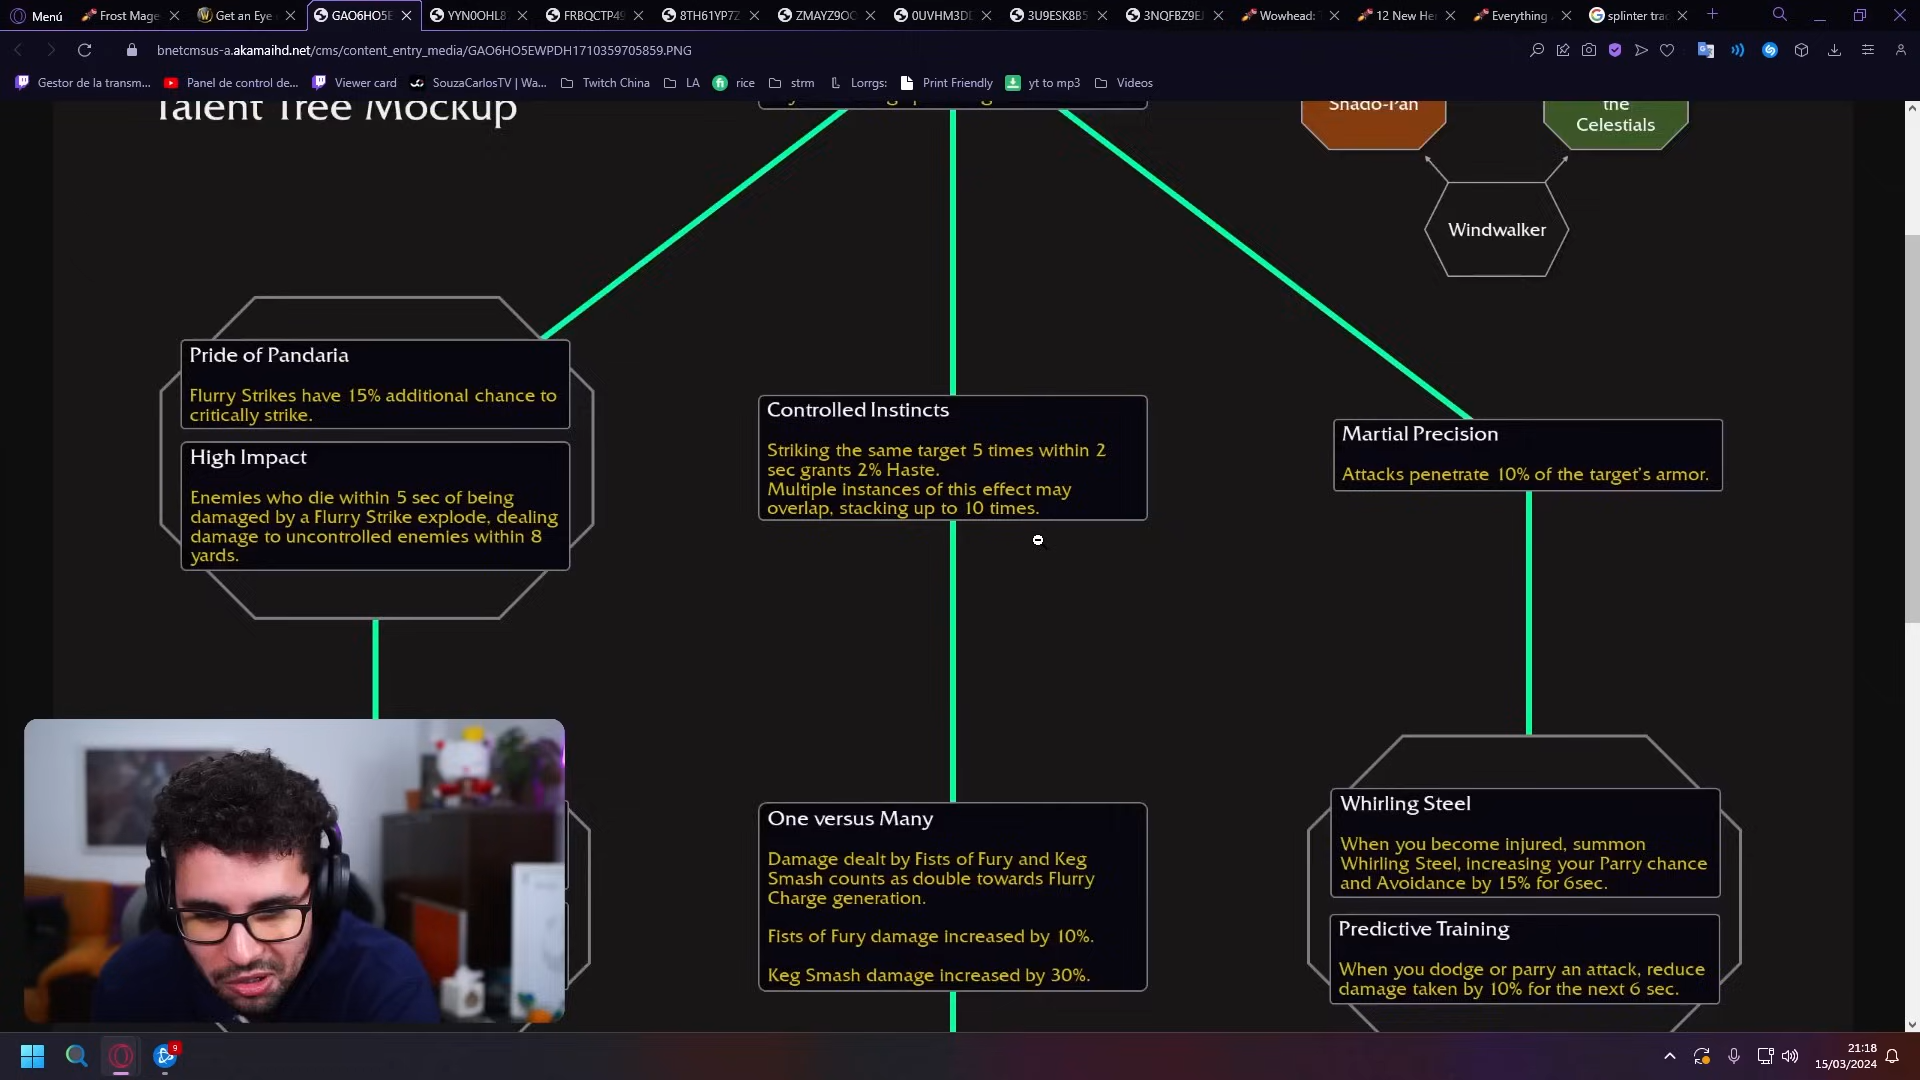 Menú
Frost Mage
Get an Eye
GAO6HO5E
YYN0OHL8
FRBQCTP49
8TH61YP7Z
ZMAYZ9OC
0UVHM3D
3U9ESK8B5
3NQFBZ9E
Wowhead:
12 New He
Everything
splinter tra
bnetcmsus-a.akamaihd.net/cms/content_entry_media/GAO6HO5EWPDH1710359705859.PNG
Gestor de la transm...
Panel de control de...
Viewer card
SouzaCarlosTV | Wa...
Twitch China
LA
rice
strm
Lorrgs:
Print Friendly
yt to mp3
Videos
Talent Tree Mockup
Shado-Pan
the
Celestials
Windwalker
Pride of Pandaria
Flurry Strikes have 15% additional chance to
critically strike.
High Impact
Enemies who die within 5 sec of being
damaged by a Flurry Strike explode, dealing
damage to uncontrolled enemies within 8
yards.
Controlled Instincts
Striking the same target 5 times within 2
sec grants 2% Haste.
Multiple instances of this effect may
overlap, stacking up to 10 times.
Martial Precision
Attacks penetrate 10% of the target's armor.
One versus Many
Damage dealt by Fists of Fury and Keg
Smash counts as double towards Flurry
Charge generation.
Fists of Fury damage increased by 10%.
Keg Smash damage increased by 30%.
Whirling Steel
When you become injured, summon
Whirling Steel, increasing your Parry chance
and Avoidance by 15% for 6sec.
Predictive Training
When you dodge or parry an attack, reduce
damage taken by 10% for the next 6 sec.
9
21:18
15/03/2024